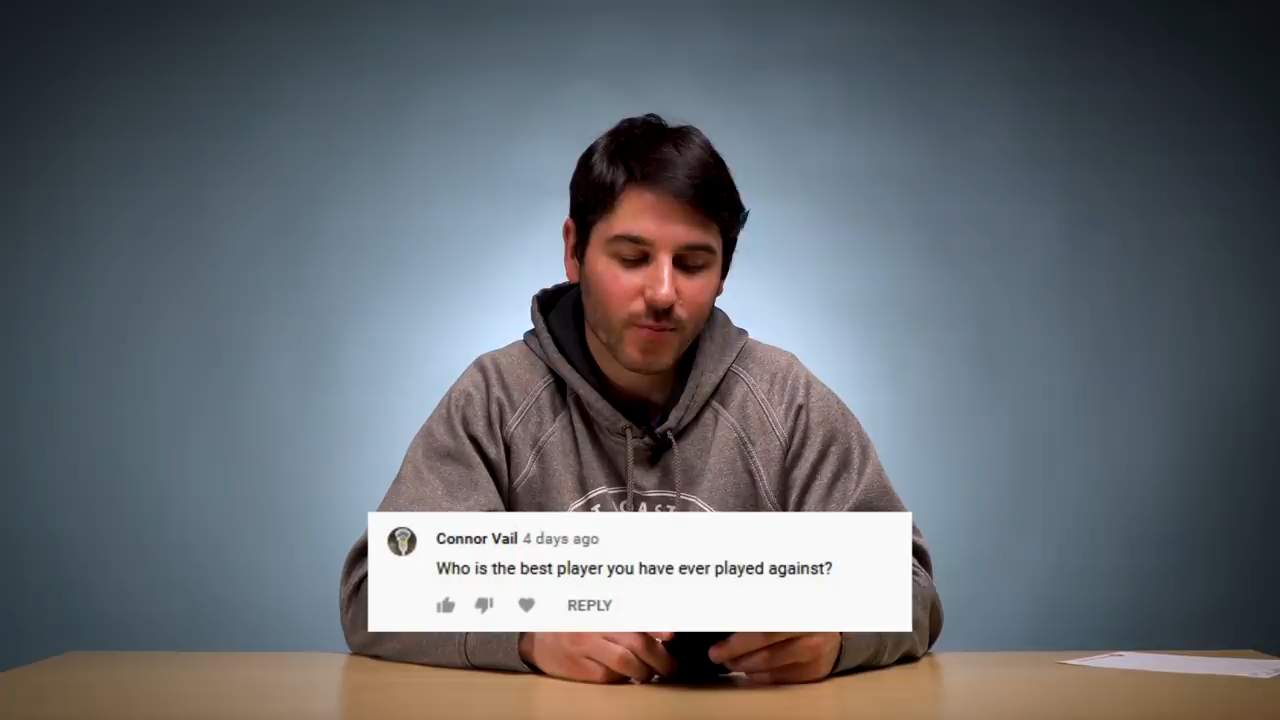 Connor Vail 4 days ago
Who is the best player you have ever played against?
REPLY